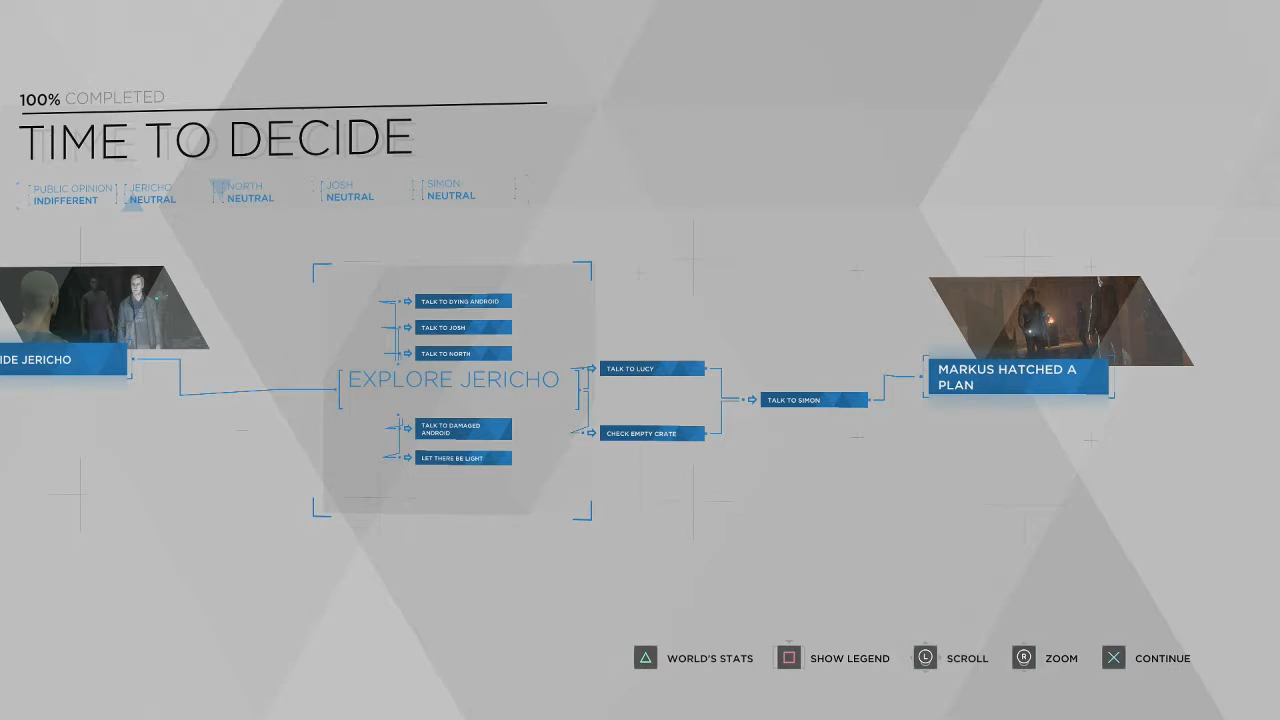 100% COMPLETED
TIME TO DECIDE
PUBLIC OPINION
INDIFFERENT
JERICHO
NEUTRAL
NORTH
NEUTRAL
JOSH
NEUTRAL
SIMON
NEUTRAL
IDE JERICHO
TALK TO DYING ANDROID
TALK TO JOSH
TALK TO NORTH
EXPLORE JERICHO
TALK TO DAMAGED
ANDROID
LET THERE BE LIGHT
TALK TO LUCY
CHECK EMPTY CRATE
TALK TO SIMON
MARKUS HATCHED A
PLAN
WORLD'S STATS
SHOW LEGEND
L
SCROLL
R
ZOOM
CONTINUE